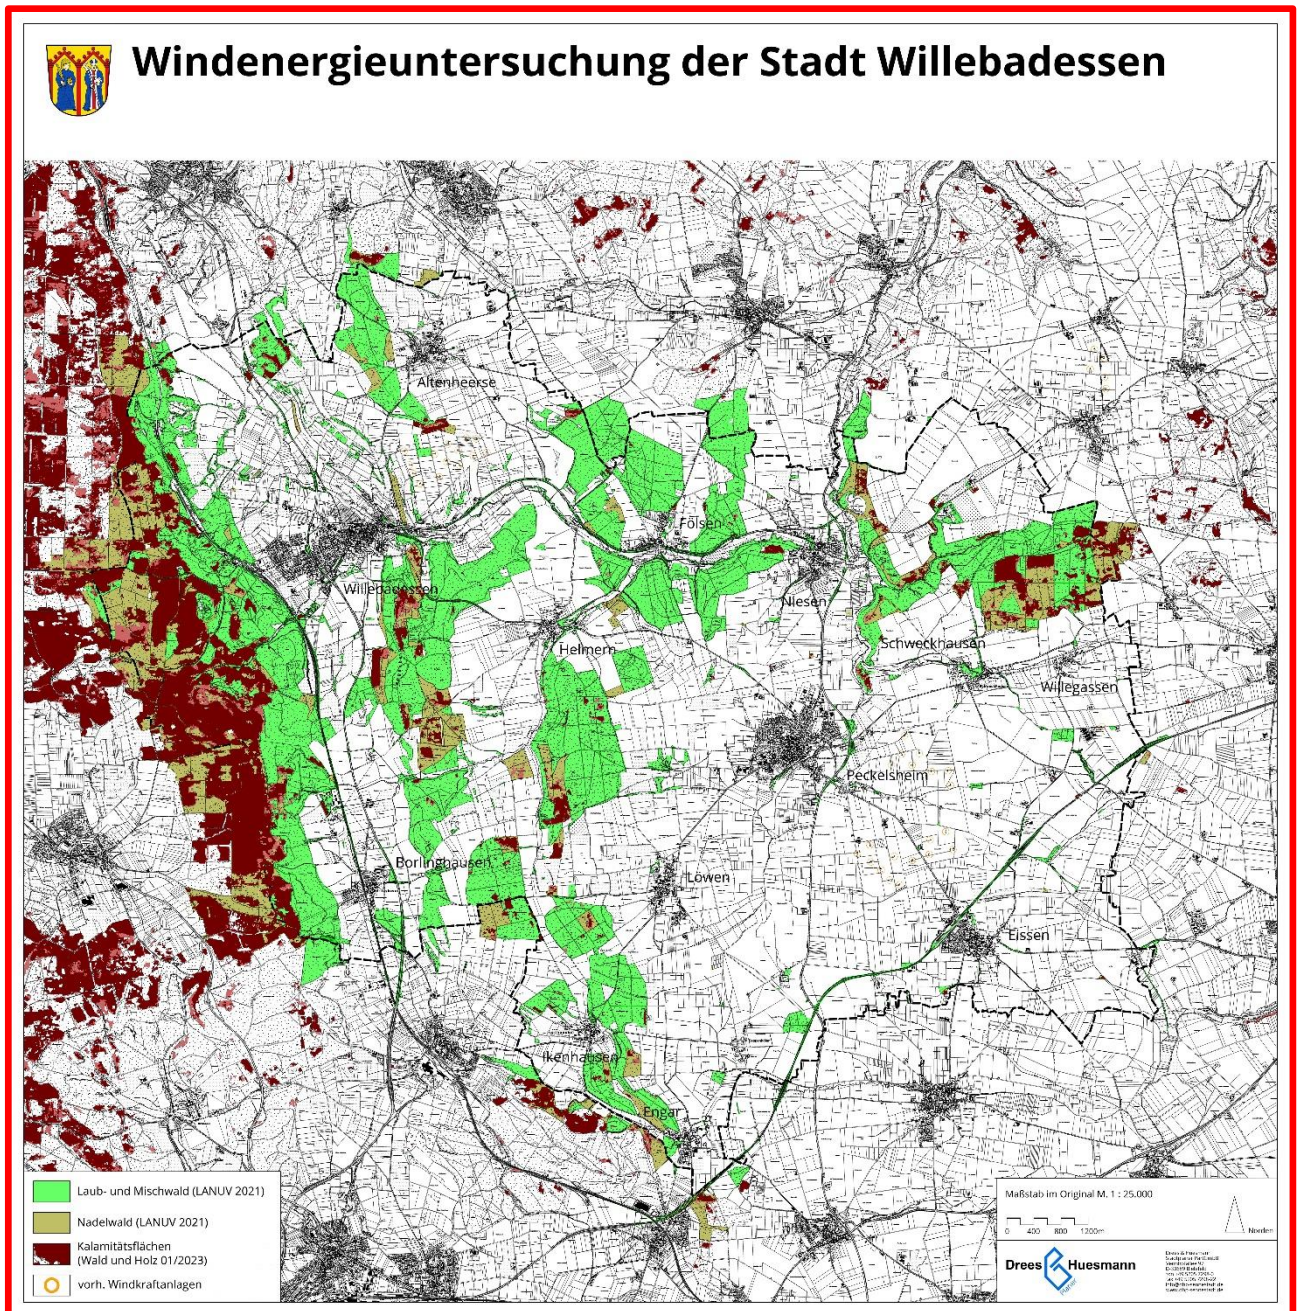 Windenergieuntersuchung der Stadt Willebadessen
Altenheerse
Fölsen
Willebadessen
Niesen
Helmern
Schweckhausen
Willegassen
Peckelsheim
Borlinghausen
Löwen
Eissen
Ikenhausen
Engar
Laub- und Mischwald (LANUV 2021)
Nadelwald (LANUV 2021)
Kalamitätsflächen
(Wald und Holz 01/2023)
vorh. Windkraftanlagen
Maßstab im Original M. 1 : 25.000
0 400 800 1200m
Norden
Drees Huesmann